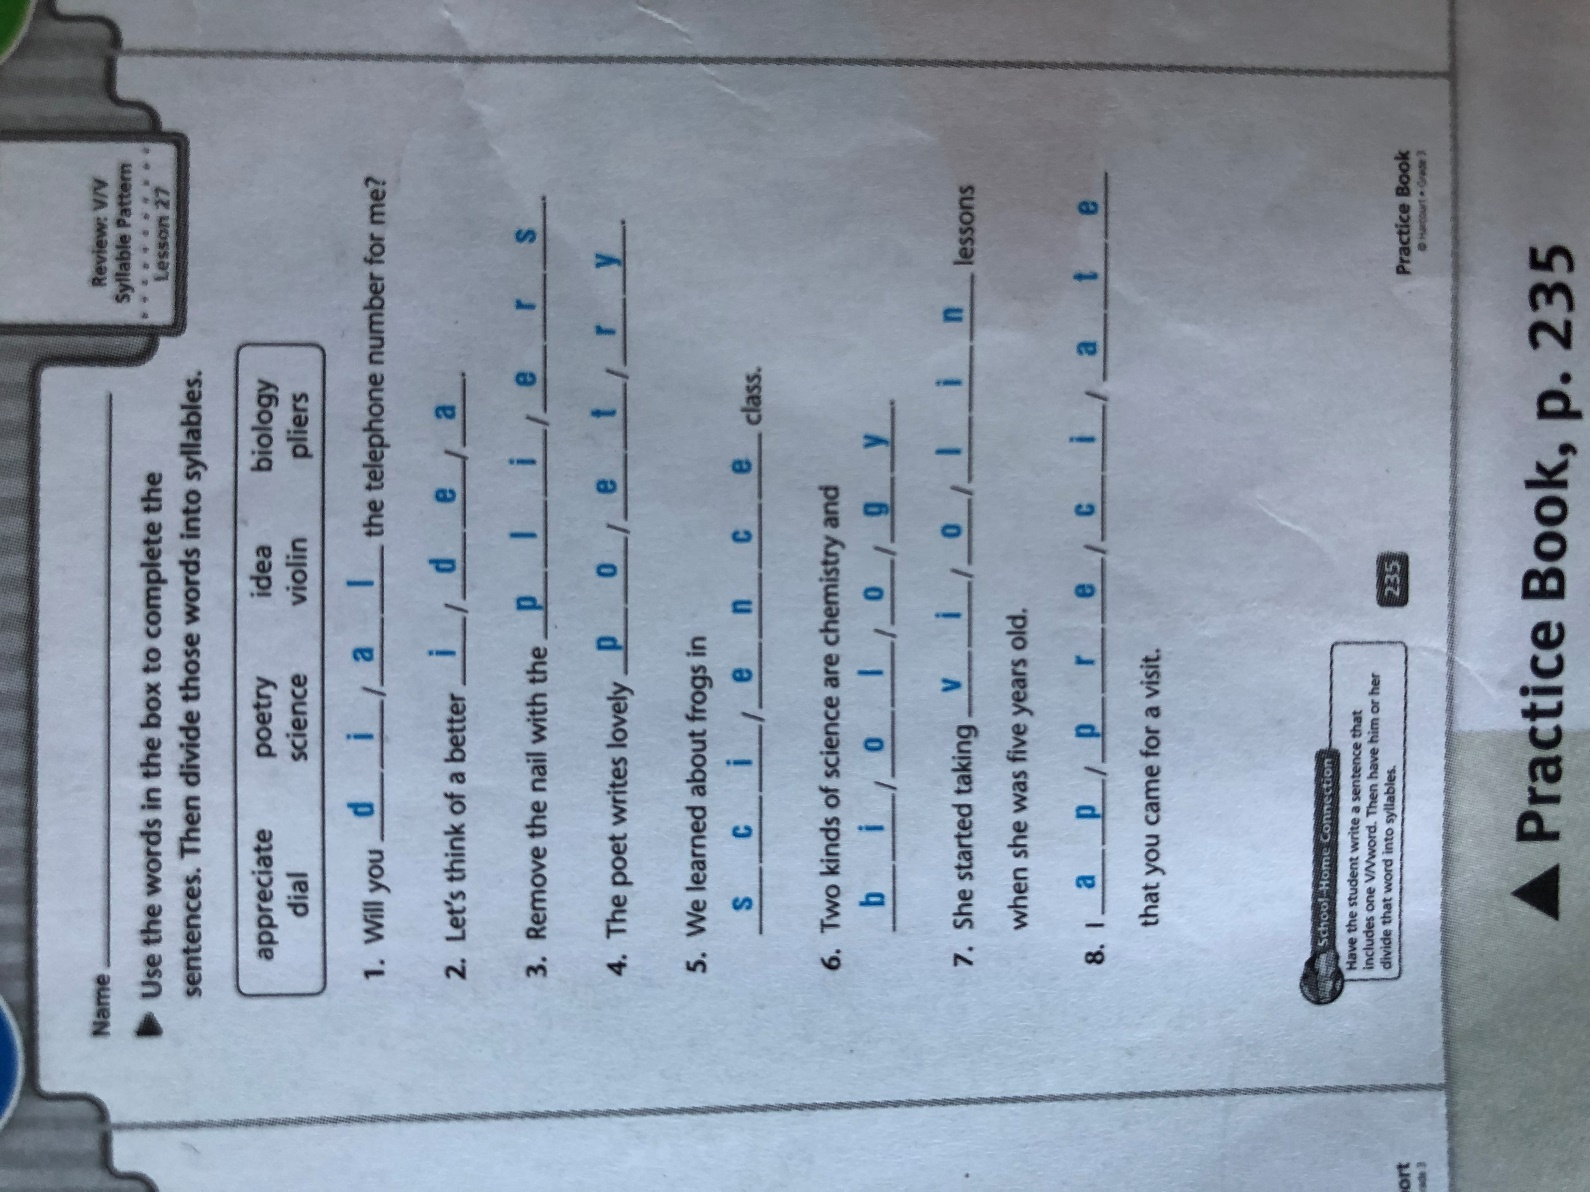 Review: V/V
Syllable Pattern
Lesson 27
Name
Use the words in the box to complete the
sentences. Then divide those words into syllables.
appreciate poetry idea biology
dial science violin pliers
1. Will you d i / a l the telephone number for me?
2. Let's think of a better i / d e / a.
3. Remove the nail with the p l i / e r s.
4. The poet writes lovely p o / e t / r y.
5. We learned about frogs in
s c i / e n c e class.
6. Two kinds of science are chemistry and
b i / o l / o / g y.
7. She started taking v i / o / l i n lessons
when she was five years old.
8. I a p / p r e / c i / a t e
that you came for a visit.
School-Home Connection
Have the student write a sentence that
includes one V/Vword. Then have him or her
divide that word into syllables.
235
Practice Book
© Harcourt • Grade 3
▲ Practice Book, p. 235